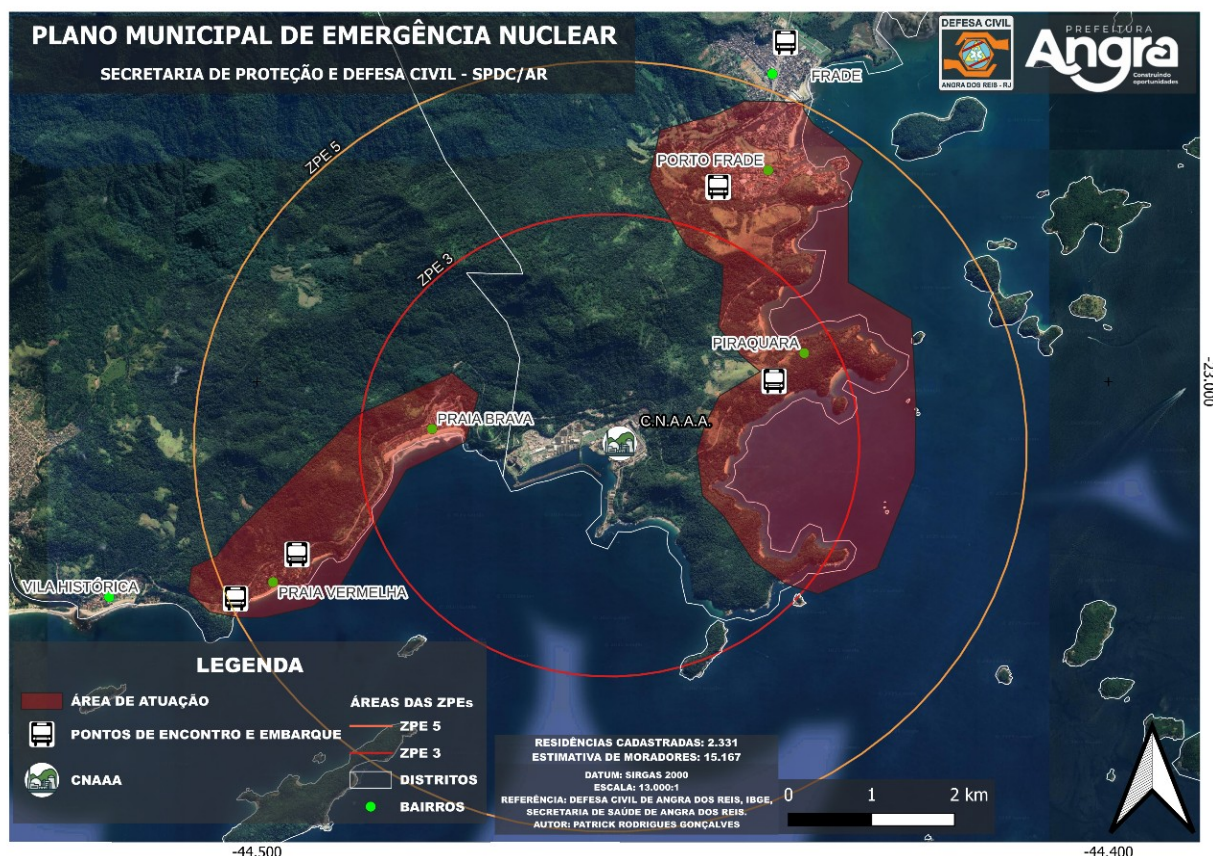 PLANO MUNICIPAL DE EMERGÊNCIA NUCLEAR
SECRETARIA DE PROTEÇÃO E DEFESA CIVIL - SPDC/AR
DEFESA CIVIL
ANGRA DOS REIS - RJ
PREFEITURA
Angra
Construindo
oportunidades
FRADE
ZPE 5
PORTO FRADE
ZPE 3
PIRAQUARA
-23.000
PRAIA BRAVA
C.N.A.A.A.
VILA HISTÓRICA
PRAIA VERMELHA
LEGENDA
ÁREA DE ATUAÇÃO
PONTOS DE ENCONTRO E EMBARQUE
CNAAA
ÁREAS DAS ZPEs
ZPE 5
ZPE 3
DISTRITOS
BAIRROS
RESIDÊNCIAS CADASTRADAS: 2.331
ESTIMATIVA DE MORADORES: 15.167
DATUM: SIRGAS 2000
ESCALA: 13.000:1
REFERÊNCIA: DEFESA CIVIL DE ANGRA DOS REIS, IBGE,
SECRETARIA DE SAÚDE DE ANGRA DOS REIS.
AUTOR: PATRICK RODRIGUES GONÇALVES
0 1 2 km
-44.500
-44.400